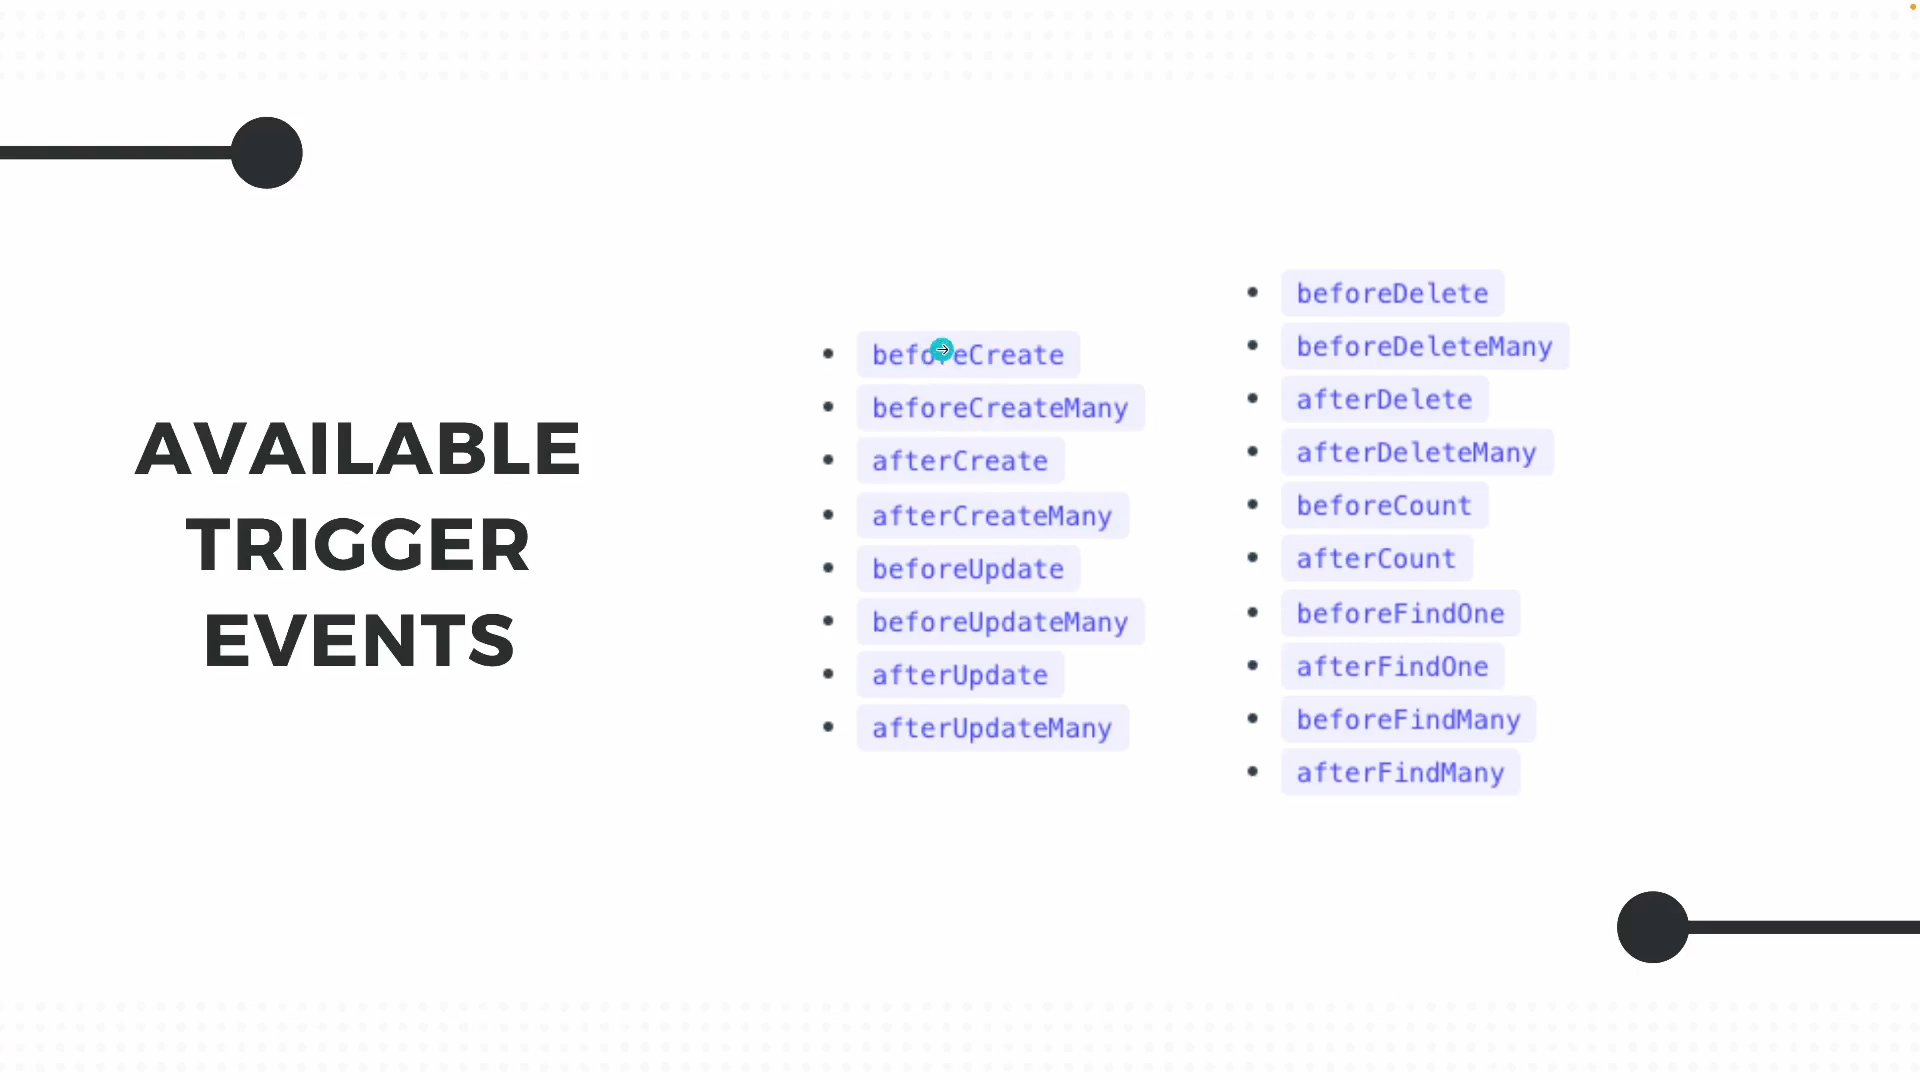 AVAILABLE
TRIGGER
EVENTS
beforeCreate
beforeCreateMany
afterCreate
afterCreateMany
beforeUpdate
beforeUpdateMany
afterUpdate
afterUpdateMany
beforeDelete
beforeDeleteMany
afterDelete
afterDeleteMany
beforeCount
afterCount
beforeFindOne
afterFindOne
beforeFindMany
afterFindMany